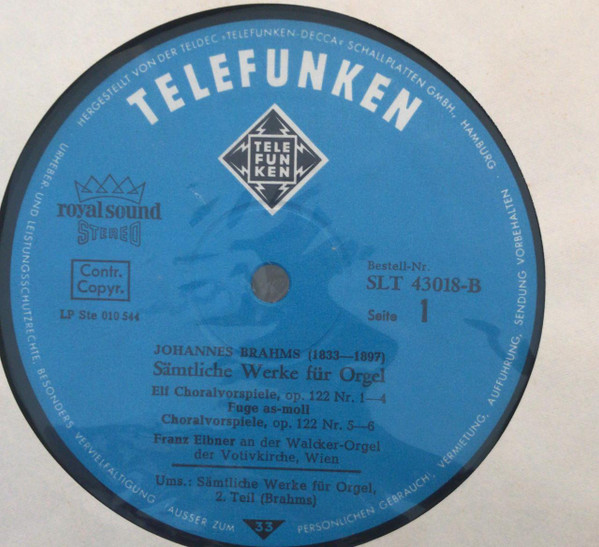 HERGESTELLT VON DER TELDEC »TELEFUNKEN-DECCA« SCHALLPLATTEN GMBH., HAMBURG ·
TELEFUNKEN
TELE
FUN
KEN
royal sound
STEREO
Contr.
Copyr.
LP Ste 010 544
Bestell-Nr.
SLT 43018-B
Seite 1
JOHANNES BRAHMS (1833—1897)
Sämtliche Werke für Orgel
Elf Choralvorspiele, op. 122 Nr. 1—4
Fuge as-moll
Choralvorspiele, op. 122 Nr. 5—6
Franz Eibner an der Walcker-Orgel
der Votivkirche, Wien
Ums.: Sämtliche Werke für Orgel,
2. Teil (Brahms)
33
URHEBER- UND LEISTUNGSSCHUTZRECHTE, BESONDERS VERVIELFÄLTIGUNG (AUSSER ZUM PERSÖNLICHEN GEBRAUCH), VERMIETUNG, AUFFÜHRUNG, SENDUNG VORBEHALTEN